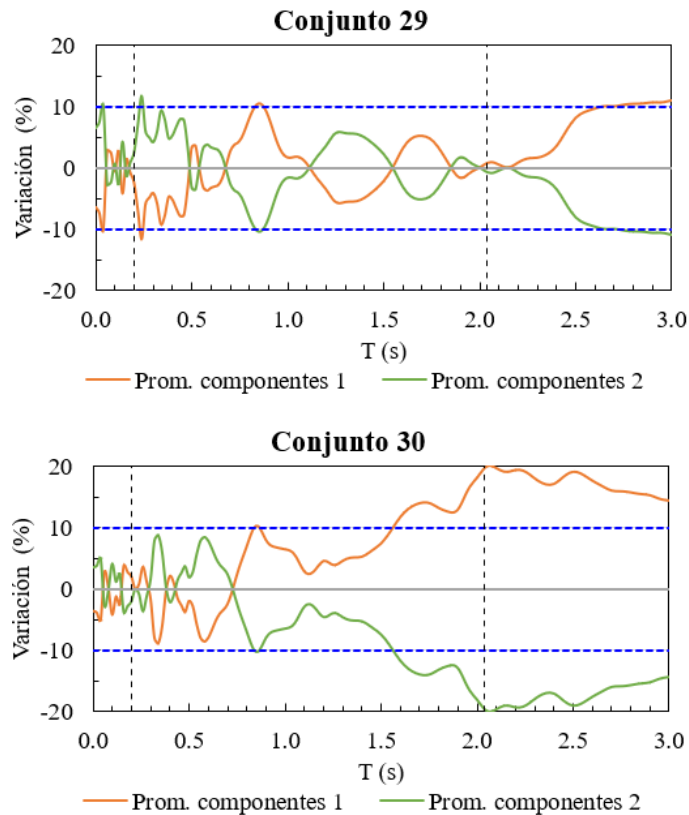 Conjunto 29
20
10
0
-10
-20
Variación (%)
0.0 0.5 1.0 1.5 2.0 2.5 3.0
T (s)
Prom. componentes 1 Prom. componentes 2
Conjunto 30
20
10
0
-10
-20
Variación (%)
0.0 0.5 1.0 1.5 2.0 2.5 3.0
T (s)
Prom. componentes 1 Prom. componentes 2